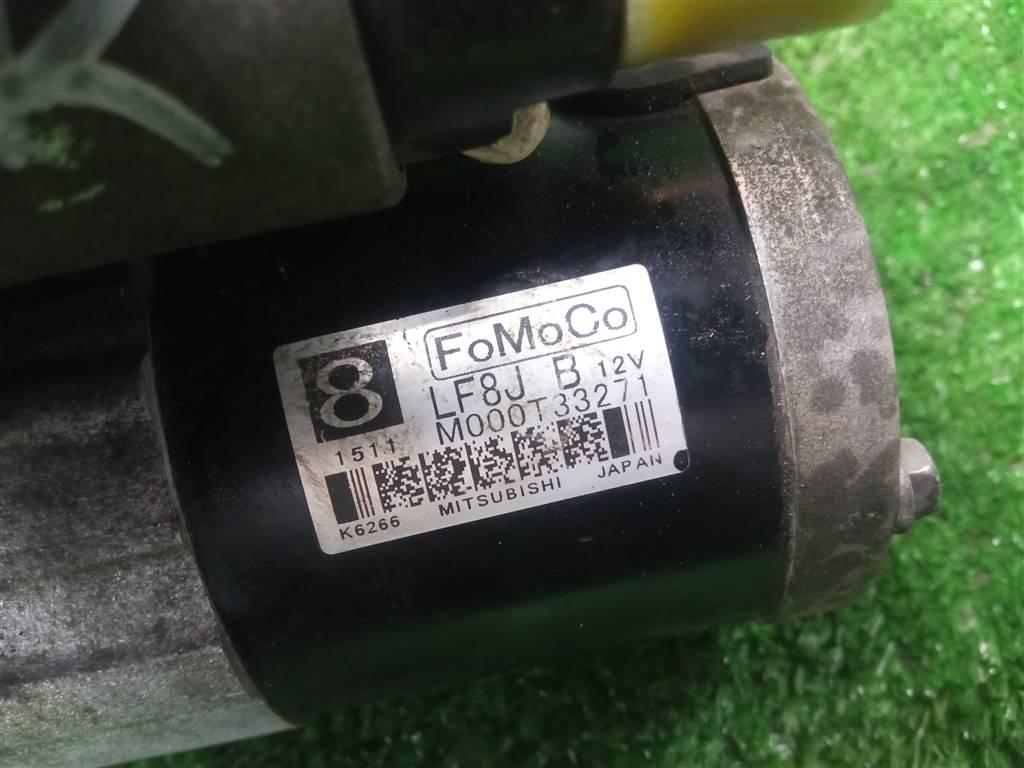 FoMoCo
8
LF8J B 12V
M000T33271
1511
K6266 MITSUBISHI JAPAN